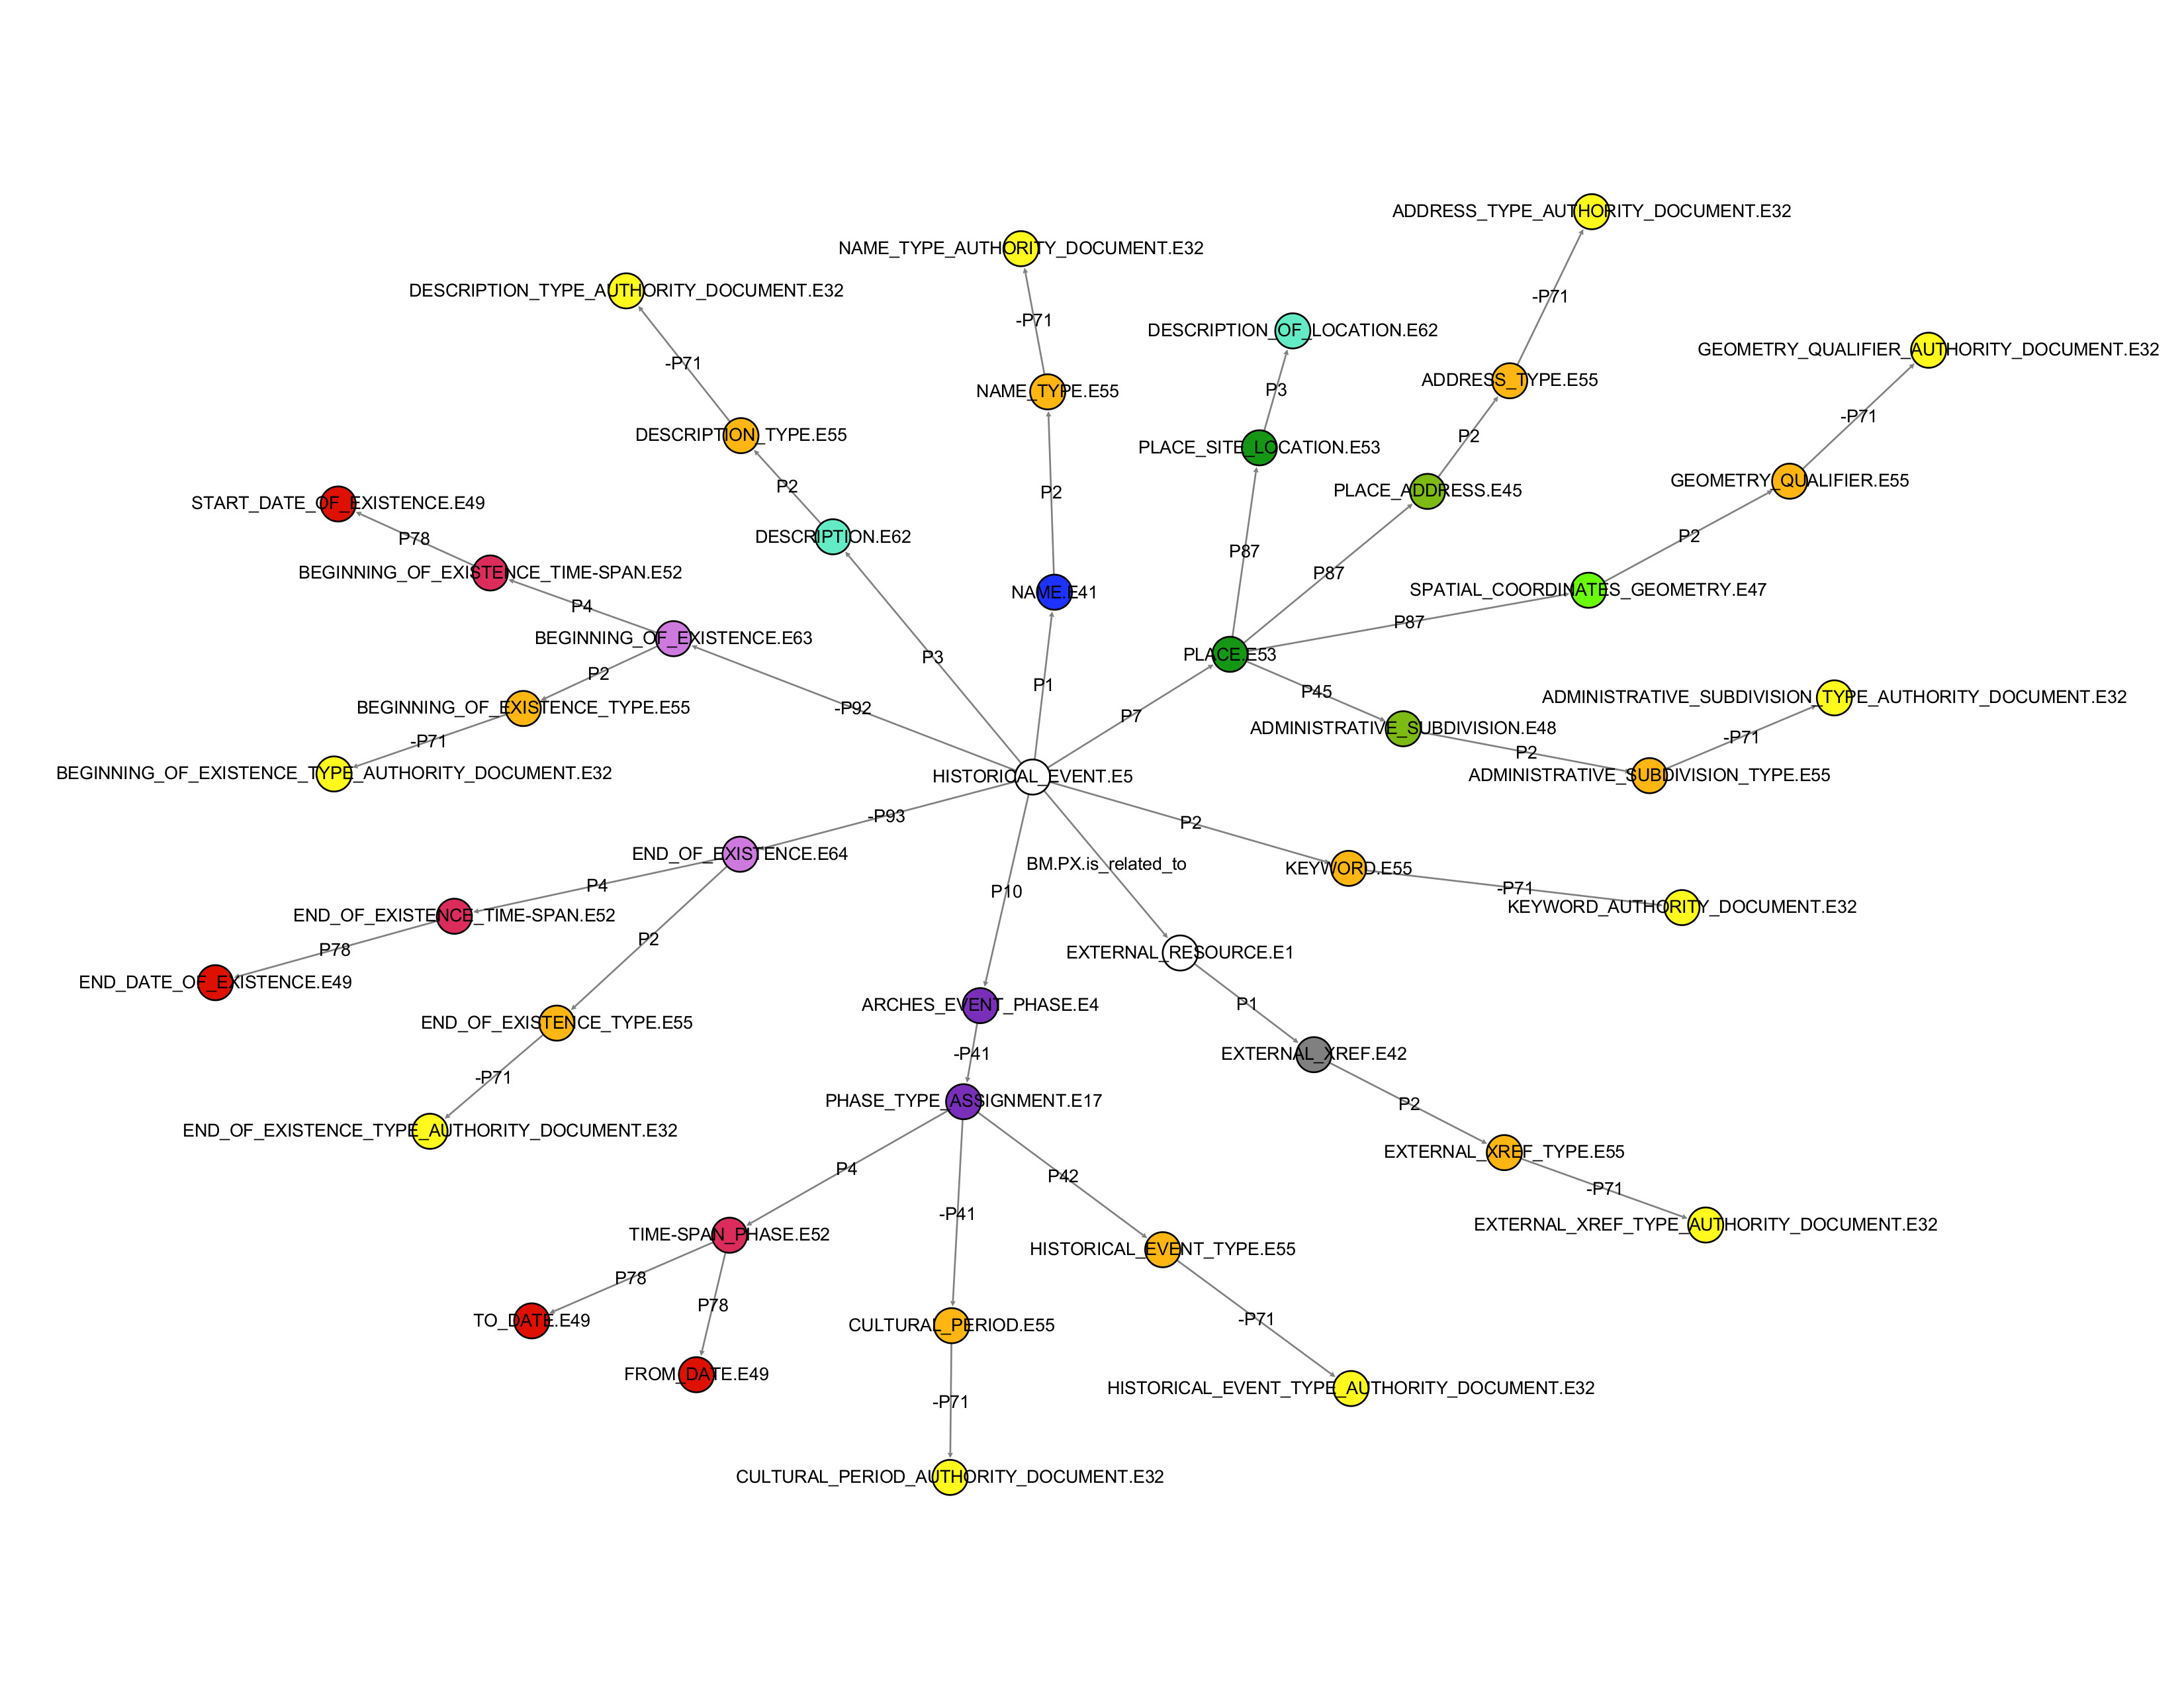 ADDRESS_TYPE_AUTHORITY_DOCUMENT.E32
NAME_TYPE_AUTHORITY_DOCUMENT.E32
DESCRIPTION_TYPE_AUTHORITY_DOCUMENT.E32
-P71
-P71
DESCRIPTION_OF_LOCATION.E62
GEOMETRY_QUALIFIER_AUTHORITY_DOCUMENT.E32
-P71
ADDRESS_TYPE.E55
NAME_TYPE.E55
P3
-P71
DESCRIPTION_TYPE.E55
P2
PLACE_SITE_LOCATION.E53
GEOMETRY_QUALIFIER.E55
P2
P2
PLACE_ADDRESS.E45
START_DATE_OF_EXISTENCE.E49
P78
DESCRIPTION.E62
P2
P87
BEGINNING_OF_EXISTENCE_TIME-SPAN.E52
P87
SPATIAL_COORDINATES_GEOMETRY.E47
NAME.E41
P4
P87
BEGINNING_OF_EXISTENCE.E63
P3
PLACE.E53
P2
P1
P45
ADMINISTRATIVE_SUBDIVISION_TYPE_AUTHORITY_DOCUMENT.E32
BEGINNING_OF_EXISTENCE_TYPE.E55
-P92
P7
ADMINISTRATIVE_SUBDIVISION.E48
-P71
-P71
P2
BEGINNING_OF_EXISTENCE_TYPE_AUTHORITY_DOCUMENT.E32
HISTORICAL_EVENT.E5
ADMINISTRATIVE_SUBDIVISION_TYPE.E55
-P93
P2
END_OF_EXISTENCE.E64
BM.PX.is_related_to
KEYWORD.E55
P4
P10
-P71
KEYWORD_AUTHORITY_DOCUMENT.E32
END_OF_EXISTENCE_TIME-SPAN.E52
P2
P78
EXTERNAL_RESOURCE.E1
END_DATE_OF_EXISTENCE.E49
ARCHES_EVENT_PHASE.E4
P1
END_OF_EXISTENCE_TYPE.E55
-P41
EXTERNAL_XREF.E42
-P71
PHASE_TYPE_ASSIGNMENT.E17
P2
END_OF_EXISTENCE_TYPE_AUTHORITY_DOCUMENT.E32
EXTERNAL_XREF_TYPE.E55
P4
P42
-P71
-P41
EXTERNAL_XREF_TYPE_AUTHORITY_DOCUMENT.E32
TIME-SPAN_PHASE.E52
HISTORICAL_EVENT_TYPE.E55
P78
P78
TO_DATE.E49
-P71
CULTURAL_PERIOD.E55
FROM_DATE.E49
HISTORICAL_EVENT_TYPE_AUTHORITY_DOCUMENT.E32
-P71
CULTURAL_PERIOD_AUTHORITY_DOCUMENT.E32